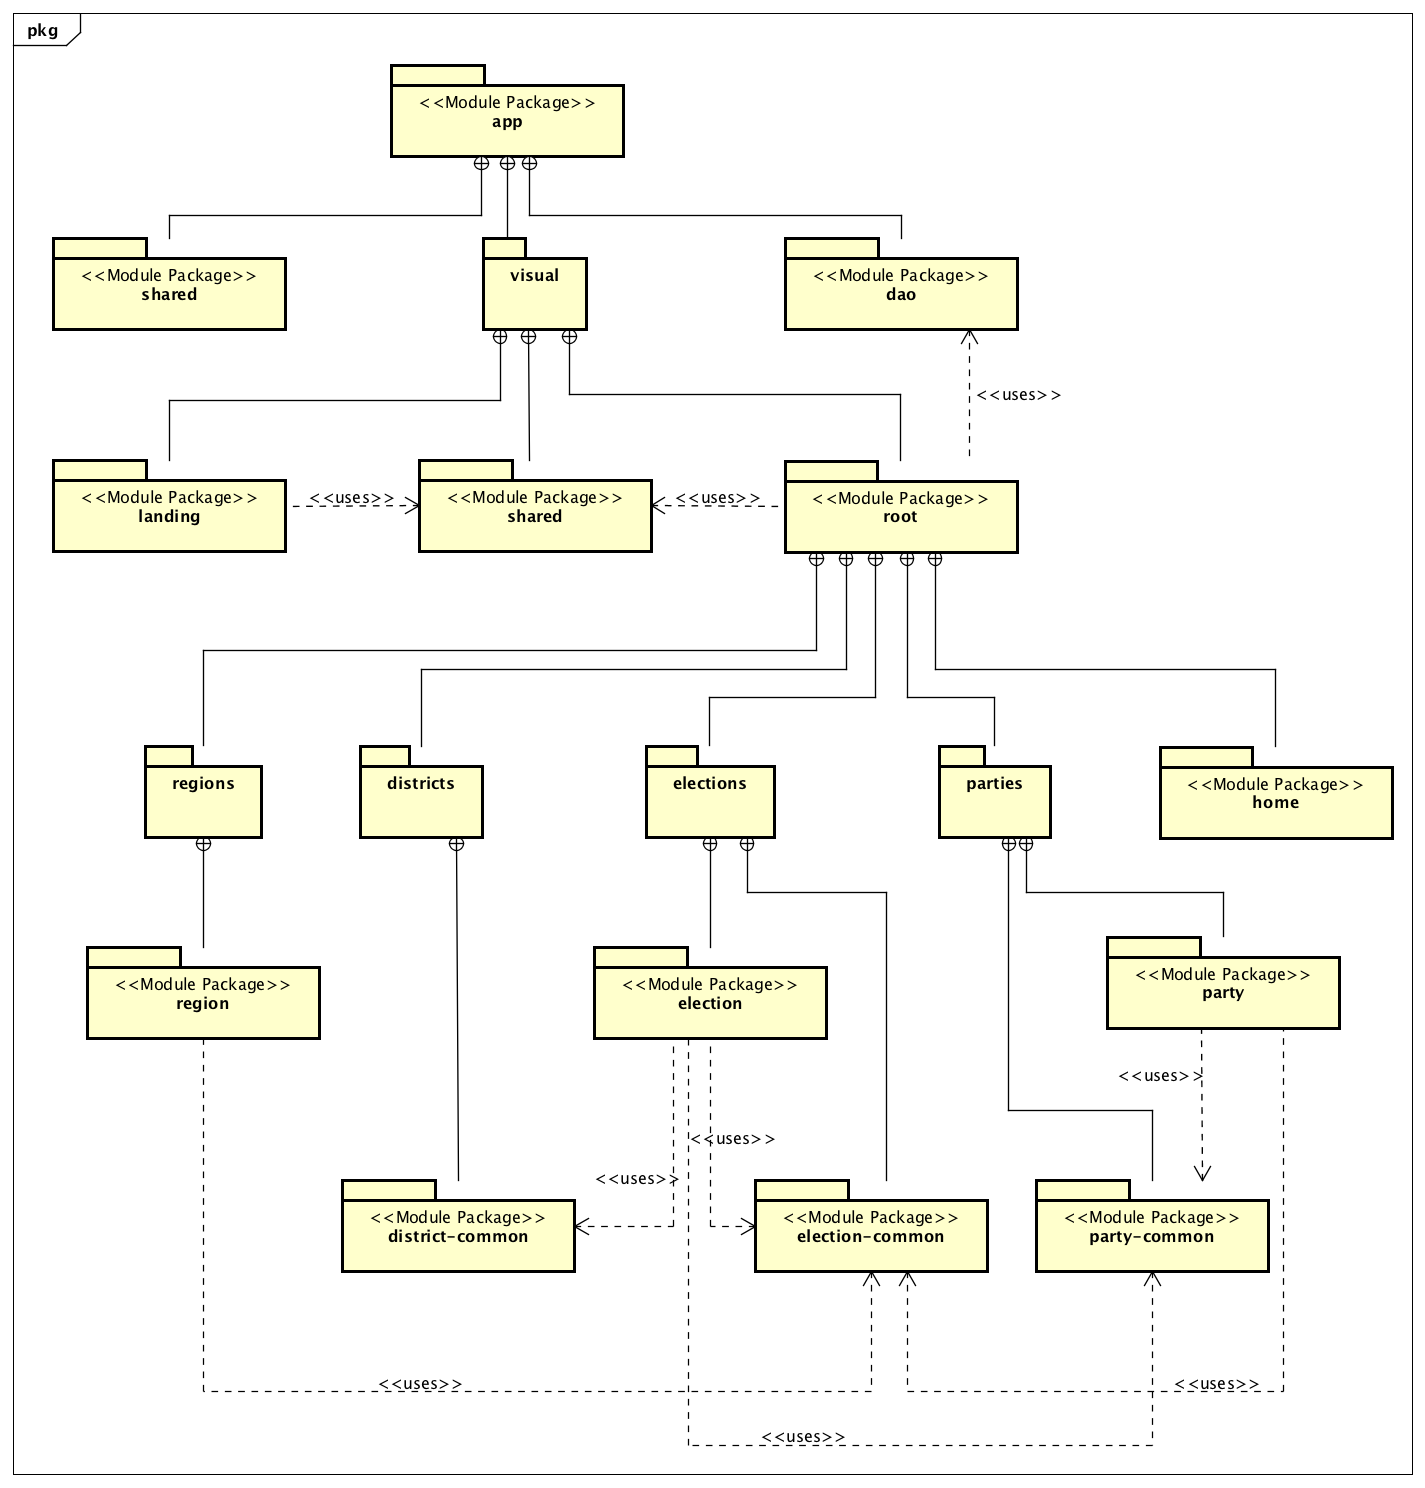 pkg
<<Module Package>>
app
<<Module Package>>
shared
visual
<<Module Package>>
dao
<<uses>>
<<Module Package>>
landing
<<uses>>
<<Module Package>>
shared
<<uses>>
<<Module Package>>
root
regions
districts
elections
parties
<<Module Package>>
home
<<Module Package>>
region
<<Module Package>>
election
<<Module Package>>
party
<<uses>>
<<uses>>
<<uses>>
<<Module Package>>
district-common
<<Module Package>>
election-common
<<Module Package>>
party-common
<<uses>>
<<uses>>
<<uses>>